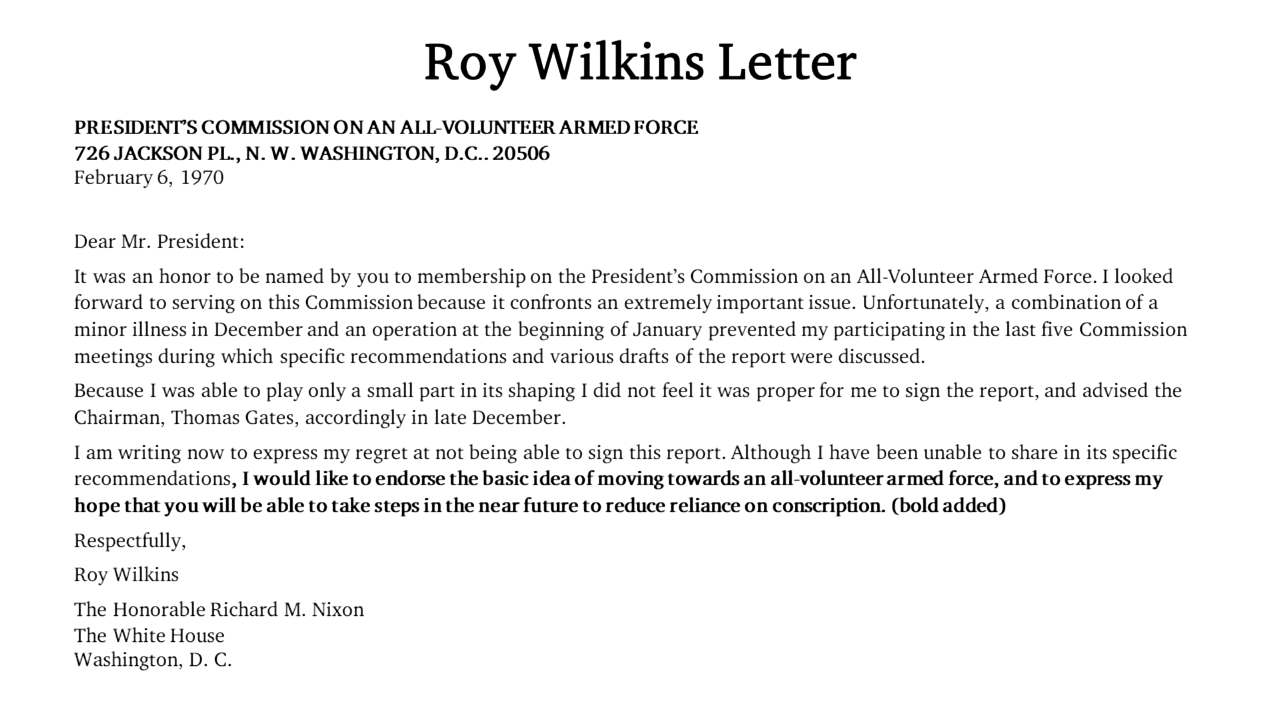 Roy Wilkins Letter
PRESIDENT’S COMMISSION ON AN ALL-VOLUNTEER ARMED FORCE
726 JACKSON PL., N. W. WASHINGTON, D.C.. 20506
February 6, 1970
Dear Mr. President:
It was an honor to be named by you to membership on the President’s Commission on an All-Volunteer Armed Force. I looked
forward to serving on this Commission because it confronts an extremely important issue. Unfortunately, a combination of a
minor illness in December and an operation at the beginning of January prevented my participating in the last five Commission
meetings during which specific recommendations and various drafts of the report were discussed.
Because I was able to play only a small part in its shaping I did not feel it was proper for me to sign the report, and advised the
Chairman, Thomas Gates, accordingly in late December.
I am writing now to express my regret at not being able to sign this report. Although I have been unable to share in its specific
recommendations, I would like to endorse the basic idea of moving towards an all-volunteer armed force, and to express my
hope that you will be able to take steps in the near future to reduce reliance on conscription. (bold added)
Respectfully,
Roy Wilkins
The Honorable Richard M. Nixon
The White House
Washington, D. C.